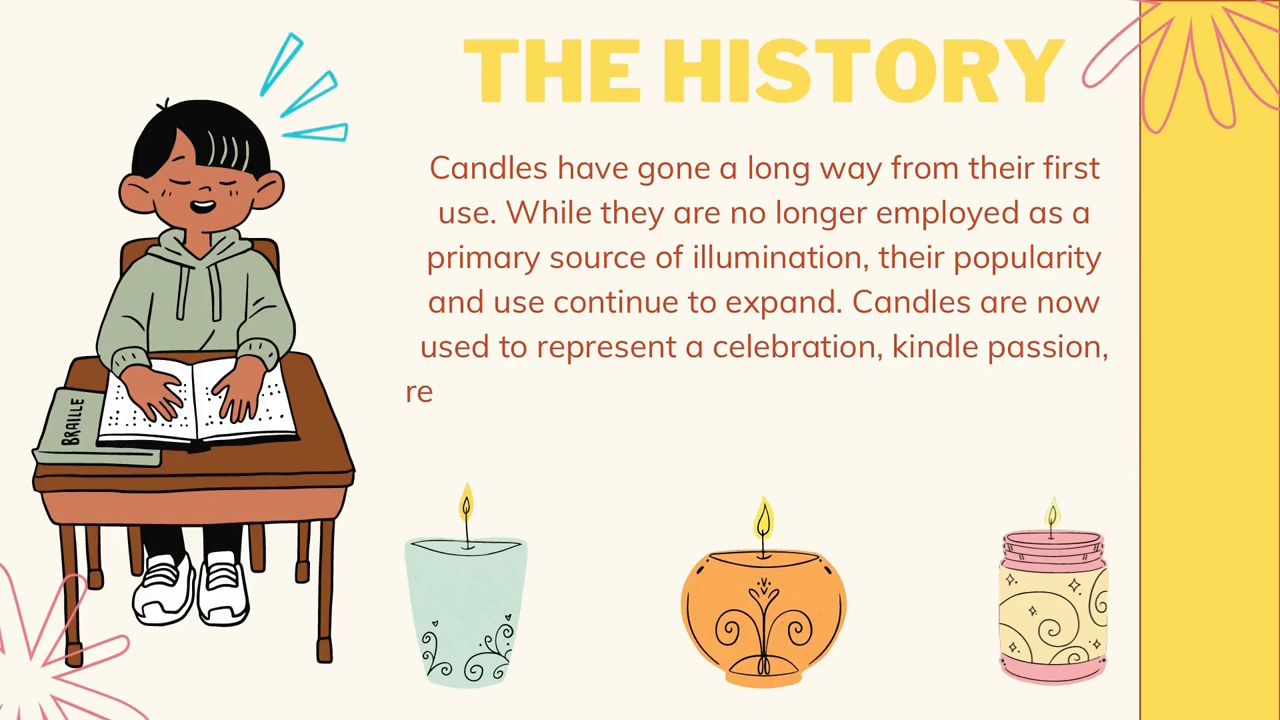 THE HISTORY
Candles have gone a long way from their first
use. While they are no longer employed as a
primary source of illumination, their popularity
and use continue to expand. Candles are now
used to represent a celebration, kindle passion,
re
BRAILLE